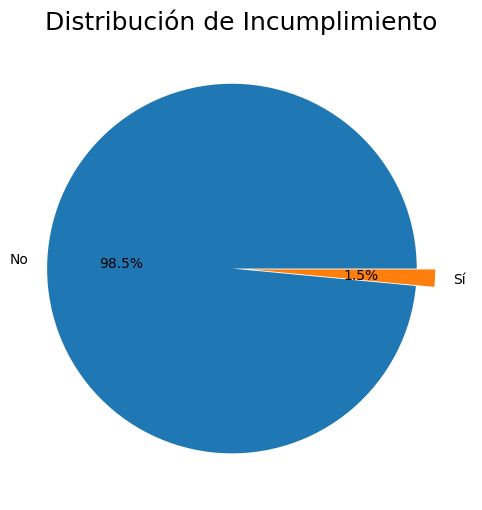 Distribución de Incumplimiento
No
98.5%
1.5%
Sí